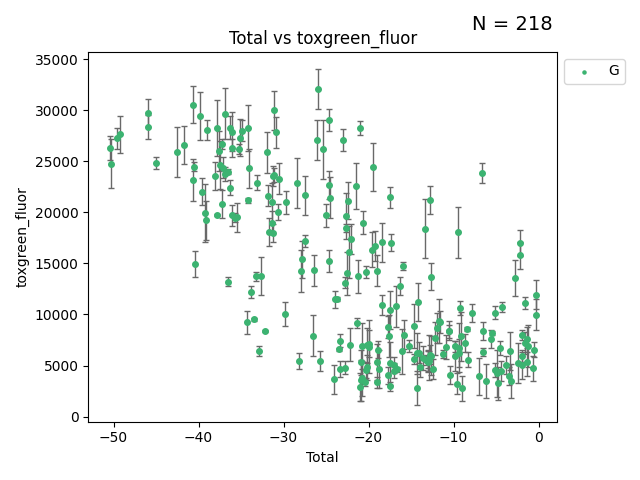 N = 218
Total vs toxgreen_fluor
G
toxgreen_fluor
35000
30000
25000
20000
15000
10000
5000
0
−50 −40 −30 −20 −10 0
Total